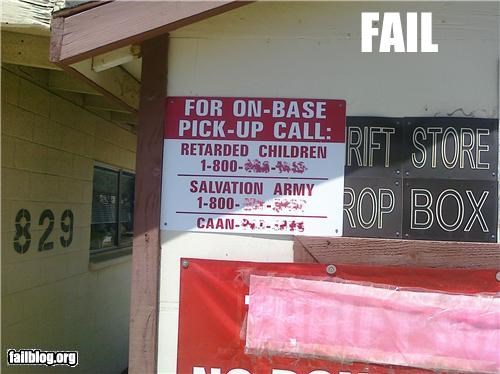 FAIL
FOR ON-BASE
PICK-UP CALL:
RETARDED CHILDREN
1-800-
SALVATION ARMY
1-800-
CAAN-
RIFT STORE
ROP BOX
829
NO
failblog.org